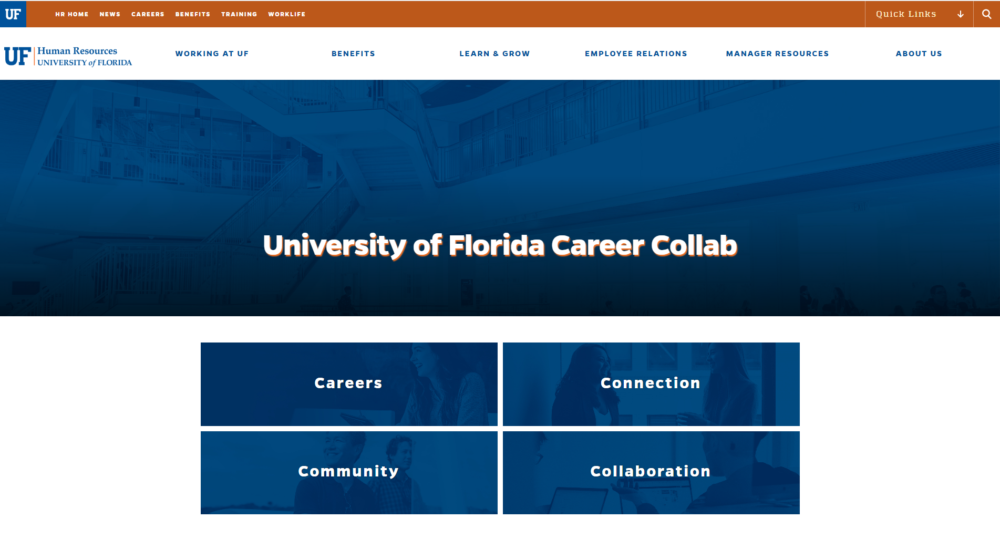 UF HR HOME NEWS CAREERS BENEFITS TRAINING WORKLIFE Quick Links
UF Human Resources
UNIVERSITY of FLORIDA
WORKING AT UF BENEFITS LEARN & GROW EMPLOYEE RELATIONS MANAGER RESOURCES ABOUT US
EXIT
University of Florida Career Collab
Careers Connection
Community Collaboration